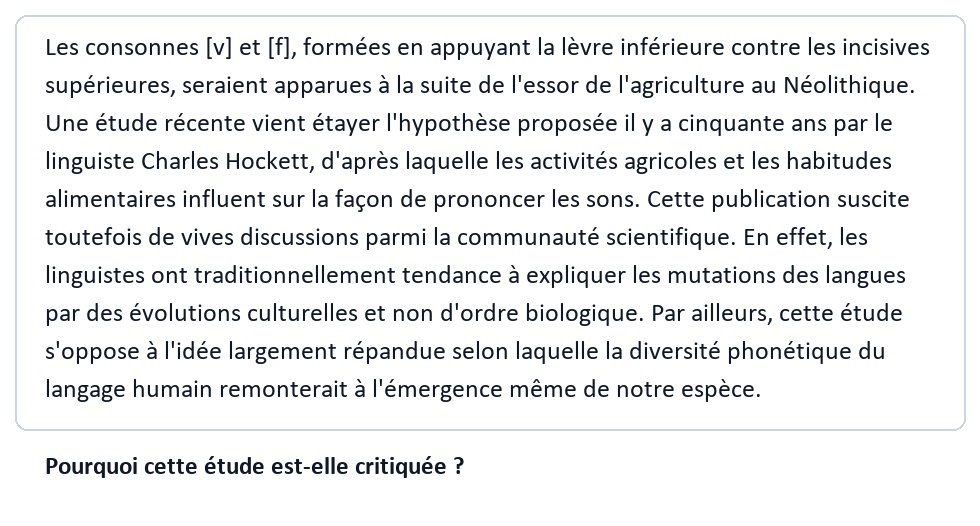 Les consonnes [v] et [f], formées en appuyant la lèvre inférieure contre les incisives
supérieures, seraient apparues à la suite de l'essor de l'agriculture au Néolithique.
Une étude récente vient étayer l'hypothèse proposée il y a cinquante ans par le
linguiste Charles Hockett, d'après laquelle les activités agricoles et les habitudes
alimentaires influent sur la façon de prononcer les sons. Cette publication suscite
toutefois de vives discussions parmi la communauté scientifique. En effet, les
linguistes ont traditionnellement tendance à expliquer les mutations des langues
par des évolutions culturelles et non d'ordre biologique. Par ailleurs, cette étude
s'oppose à l'idée largement répandue selon laquelle la diversité phonétique du
langage humain remonterait à l'émergence même de notre espèce.
Pourquoi cette étude est-elle critiquée ?